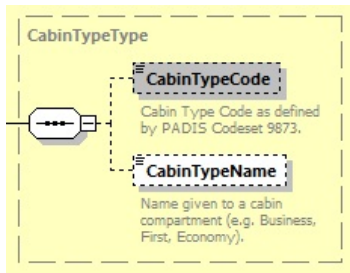 CabinTypeType
CabinTypeCode
Cabin Type Code as defined
by PADIS Codeset 9873.
CabinTypeName
Name given to a cabin
compartment (e.g. Business,
First, Economy).